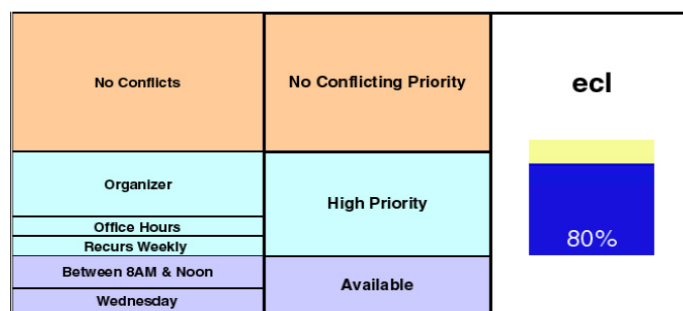 No Conflicts
No Conflicting Priority
ecl
Organizer
High Priority
Office Hours
Recurs Weekly
80%
Between 8AM & Noon
Available
Wednesday